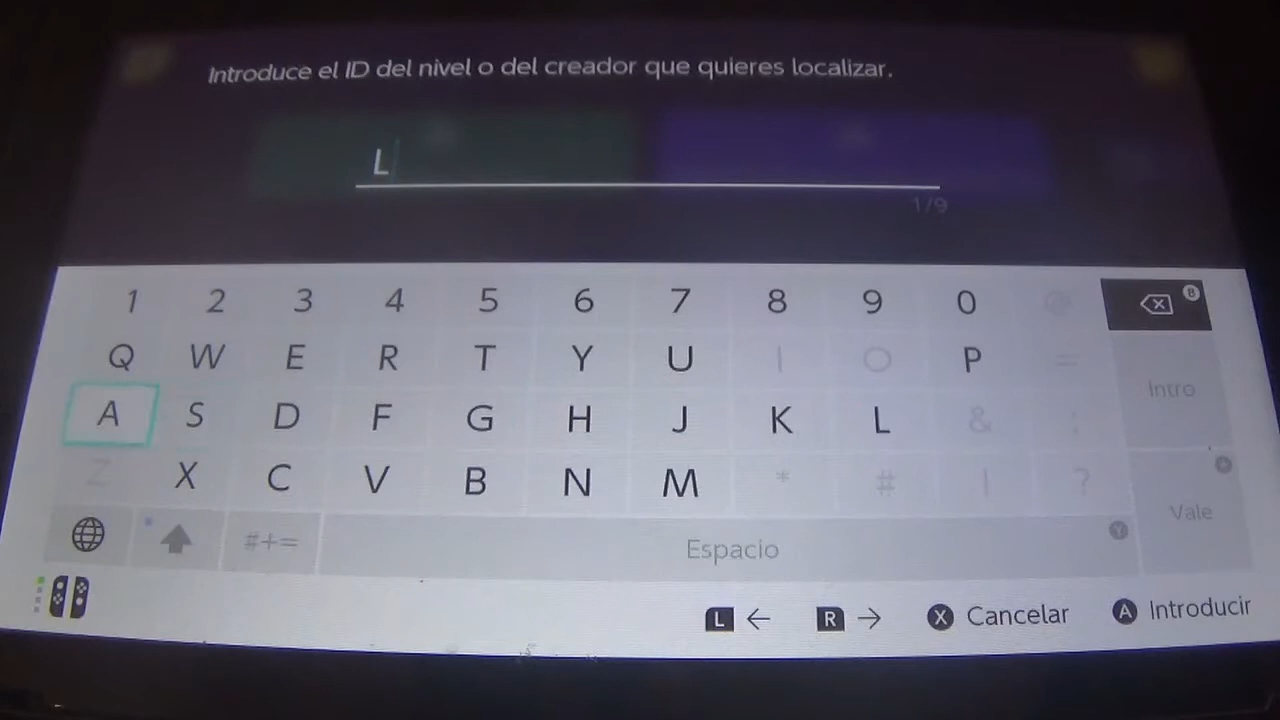 Introduce el ID del nivel o del creador que quieres localizar.
L
1/9
1 2 3 4 5 6 7 8 9 0 @
Q W E R T Y U I O P =
Intro
A S D F G H J K L & ;
Z X C V B N M * # ! ?
Vale
#+= Espacio
L ← R → X Cancelar A Introducir